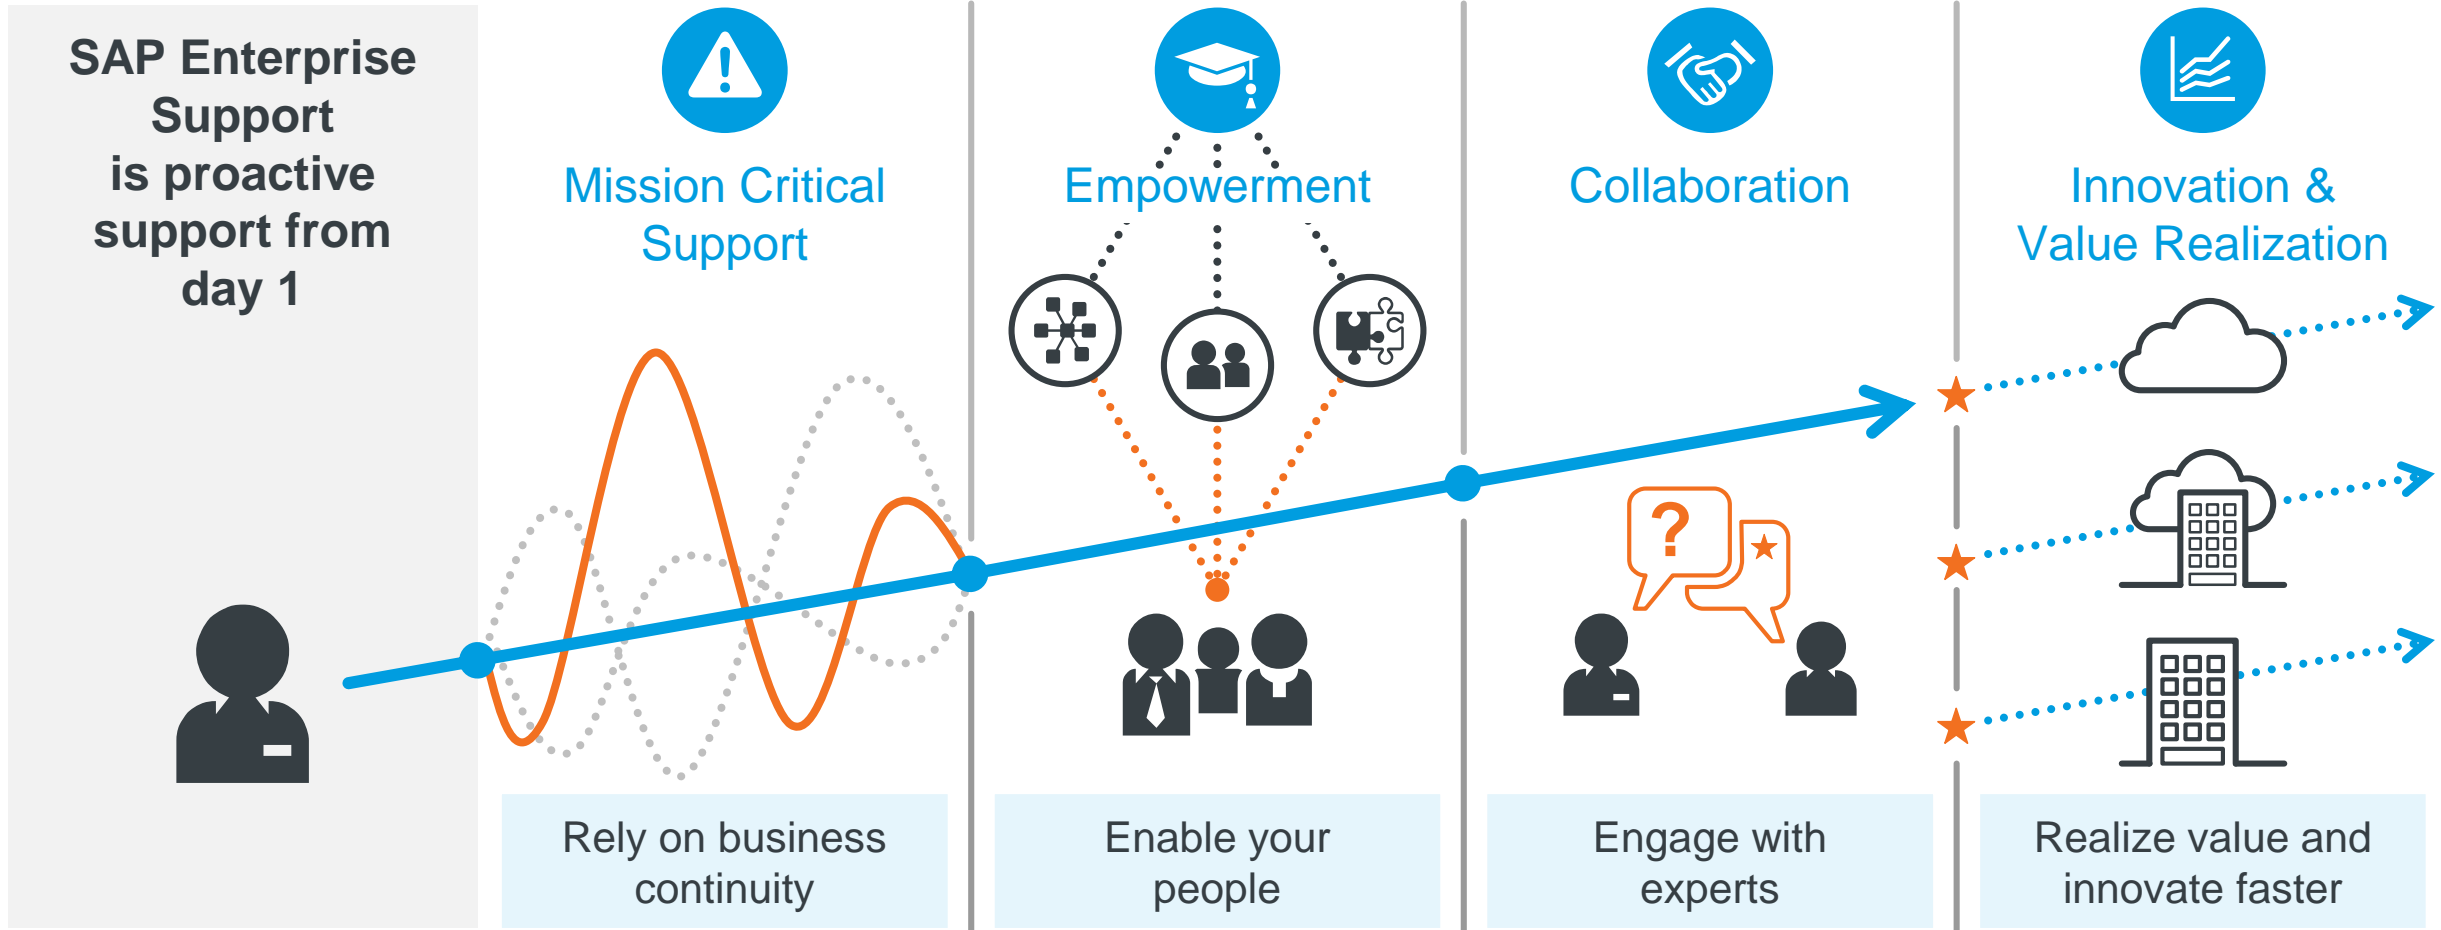 SAP Enterprise
Support
is proactive
support from
day 1
Mission Critical
Support
Rely on business
continuity
Empowerment
Enable your
people
Collaboration
?
Engage with
experts
Innovation &
Value Realization
Realize value and
innovate faster